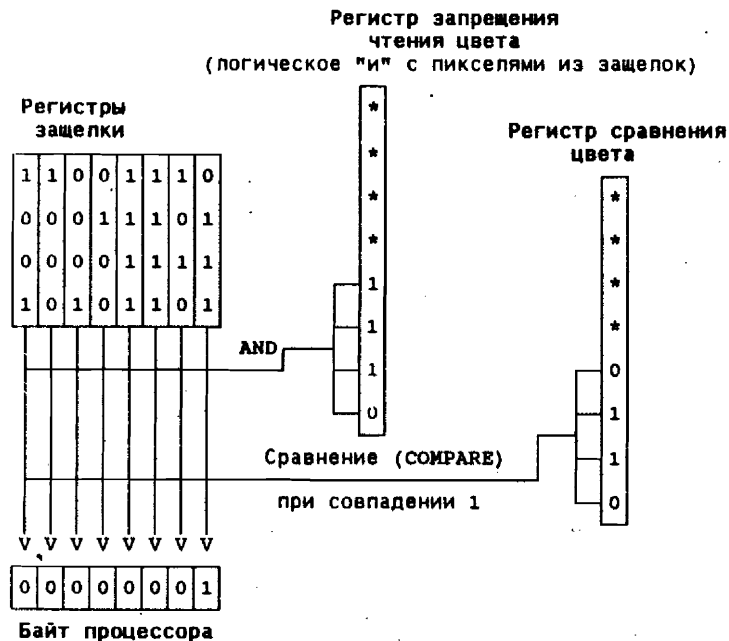 Регистр запрещения
чтения цвета
(логическое "и" с пикселями из защелок)
*
*
*
*
1
1
1
0
Регистры
защелки
1 1 0 0 1 1 1 0
0 0 0 1 1 1 0 1
0 0 0 0 1 1 1 1
1 0 1 0 1 1 0 1
Регистр сравнения
цвета
*
*
*
*
0
1
1
0
AND
Сравнение (COMPARE)
при совпадении 1
V V V V V V V V
0 0 0 0 0 0 0 1
Байт процессора